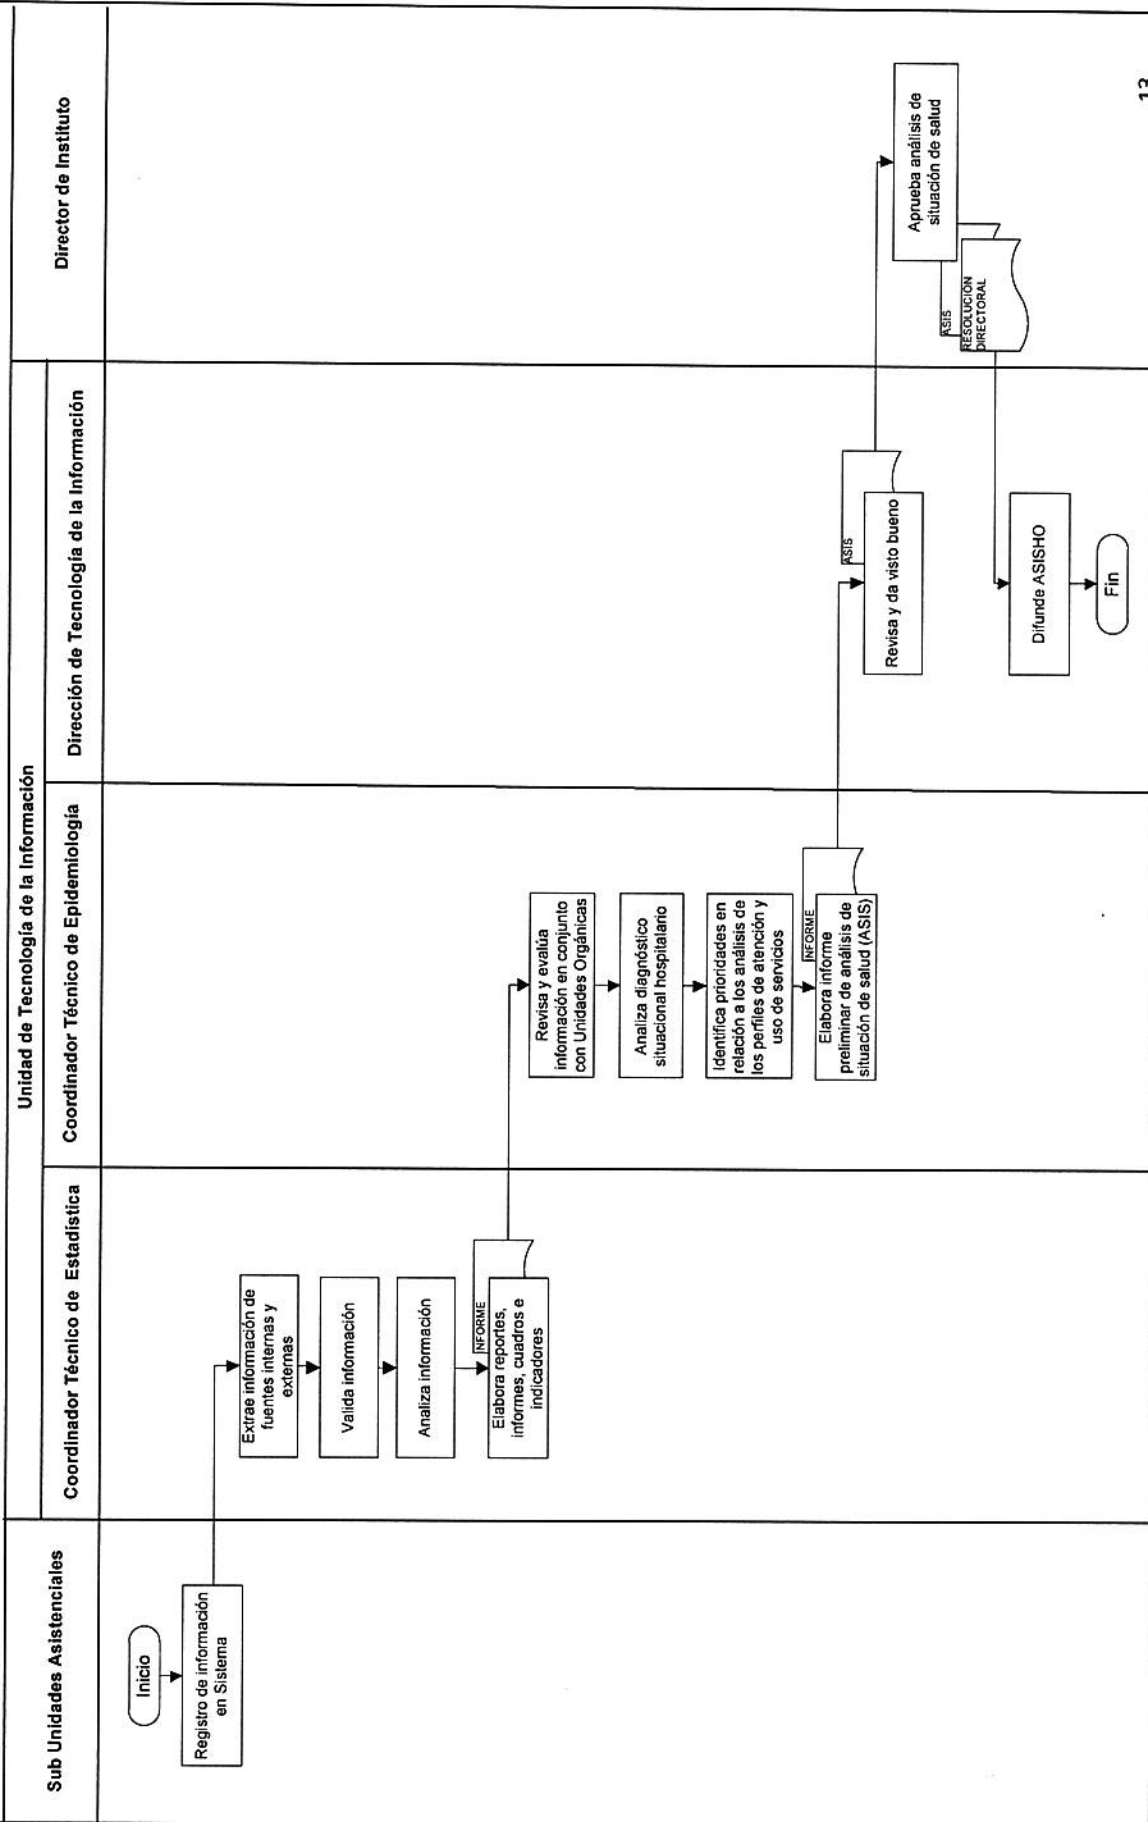 Unidad de Tecnología de la Información
Sub Unidades Asistenciales
Coordinador Técnico de Estadística
Coordinador Técnico de Epidemiología
Dirección de Tecnología de la Información
Director de Instituto
Inicio
Registro de información
en Sistema
Extrae información de
fuentes internas y
externas
Valida información
Analiza información
INFORME
Elabora reportes,
informes, cuadros e
indicadores
Revisa y evalúa
información en conjunto
con Unidades Orgánicas
Analiza diagnóstico
situacional hospitalario
Identifica prioridades en
relación a los análisis de
los perfiles de atención y
uso de servicios
INFORME
Elabora informe
preliminar de análisis de
situación de salud (ASIS)
ASIS
Revisa y da visto bueno
Aprueba análisis de
situación de salud
ASIS
RESOLUCIÓN
DIRECTORAL
Difunde ASISHO
Fin
13